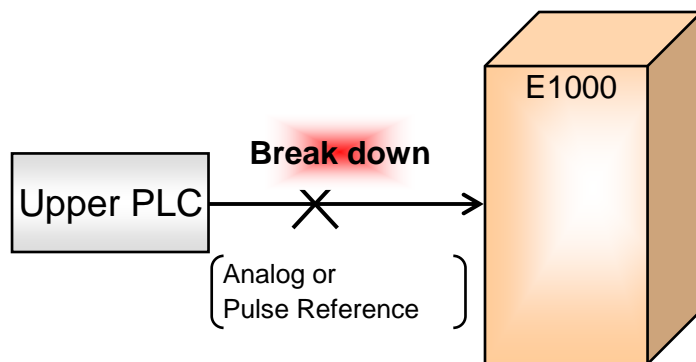 E1000
Break down
Upper PLC
Analog or
Pulse Reference